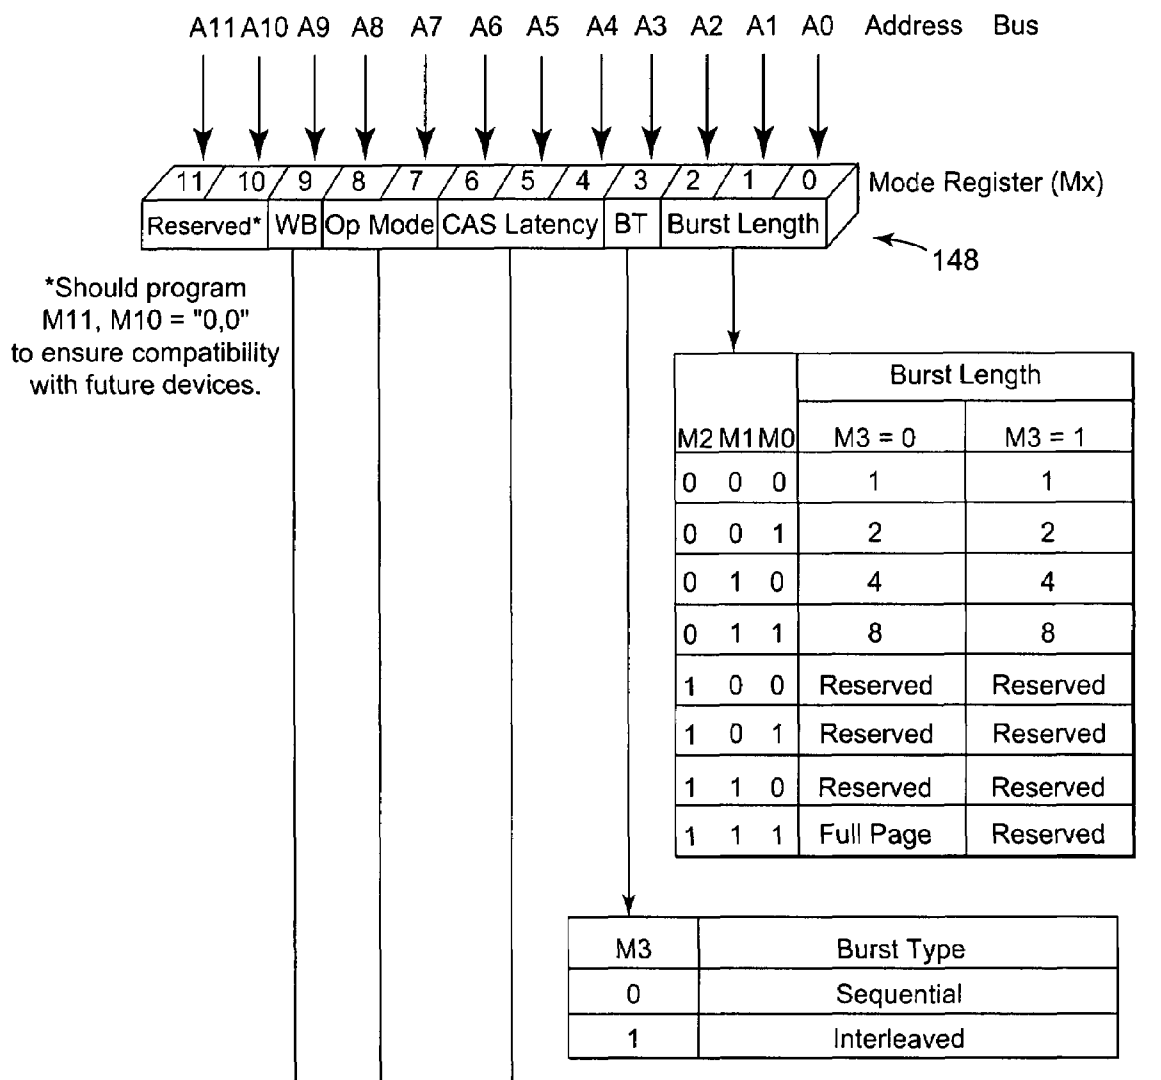 A11 A10 A9 A8 A7 A6 A5 A4 A3 A2 A1 A0 Address Bus
11 10 9 8 7 6 5 4 3 2 1 0 Mode Register (Mx)
Reserved* WB Op Mode CAS Latency BT Burst Length
148
*Should program
M11, M10 = "0,0"
to ensure compatibility
with future devices.
Burst Length
M2 M1 M0 M3 = 0 M3 = 1
0 0 0 1 1
0 0 1 2 2
0 1 0 4 4
0 1 1 8 8
1 0 0 Reserved Reserved
1 0 1 Reserved Reserved
1 1 0 Reserved Reserved
1 1 1 Full Page Reserved
M3 Burst Type
0 Sequential
1 Interleaved